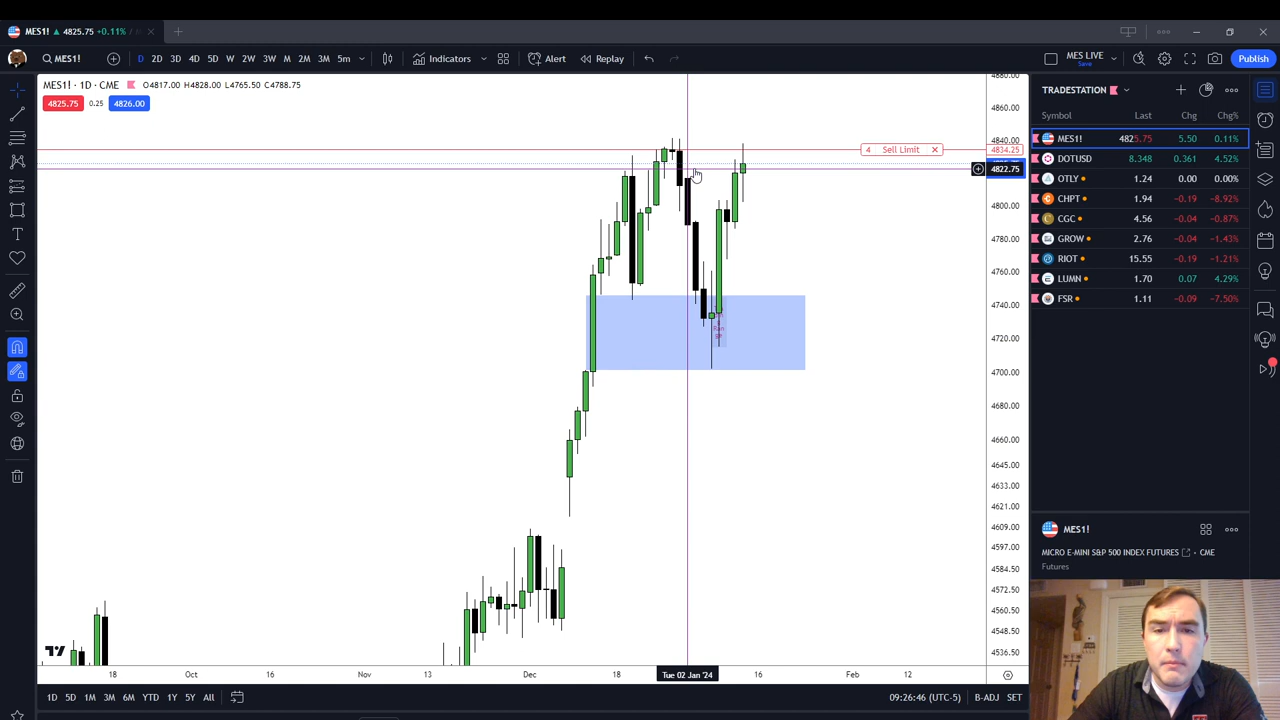 MES1! 4825.75 +0.11% /
MES1! D 2D 3D 4D 5D W 2W 3W M 2M 3M 5m Indicators Alert Replay MES LIVE Save Publish
MES1! · 1D · CME O4817.00 H4828.00 L4765.50 C4788.75
4825.75 0.25 4826.00
4 Sell Limit
4860.00
4840.00
4834.25
4822.75
4800.00
4780.00
4760.00
4740.00
4720.00
4700.00
4680.00
4660.00
4640.00
4465.00
4633.00
4621.00
4609.00
4597.00
4584.50
4572.50
4560.50
4548.50
4536.50
18 Oct 16 Nov 13 Dec 18 Tue 02 Jan '24 16 Feb 12
1D 5D 1M 3M 6M YTD 1Y 5Y All 09:26:46 (UTC-5) B-ADJ SET
TRADESTATION
Symbol Last Chg Chg%
MES1! 4825.75 5.50 0.11%
DOTUSD 8.348 0.361 4.52%
OTLY 1.24 0.00 0.00%
CHPT 1.94 −0.19 −8.92%
CGC 4.56 −0.04 −0.87%
GROW 2.76 −0.04 −1.43%
RIOT 15.55 −0.19 −1.21%
LUMN 1.70 0.07 4.29%
FSR 1.11 −0.09 −7.50%
MES1!
MICRO E-MINI S&P 500 INDEX FUTURES · CME
Futures